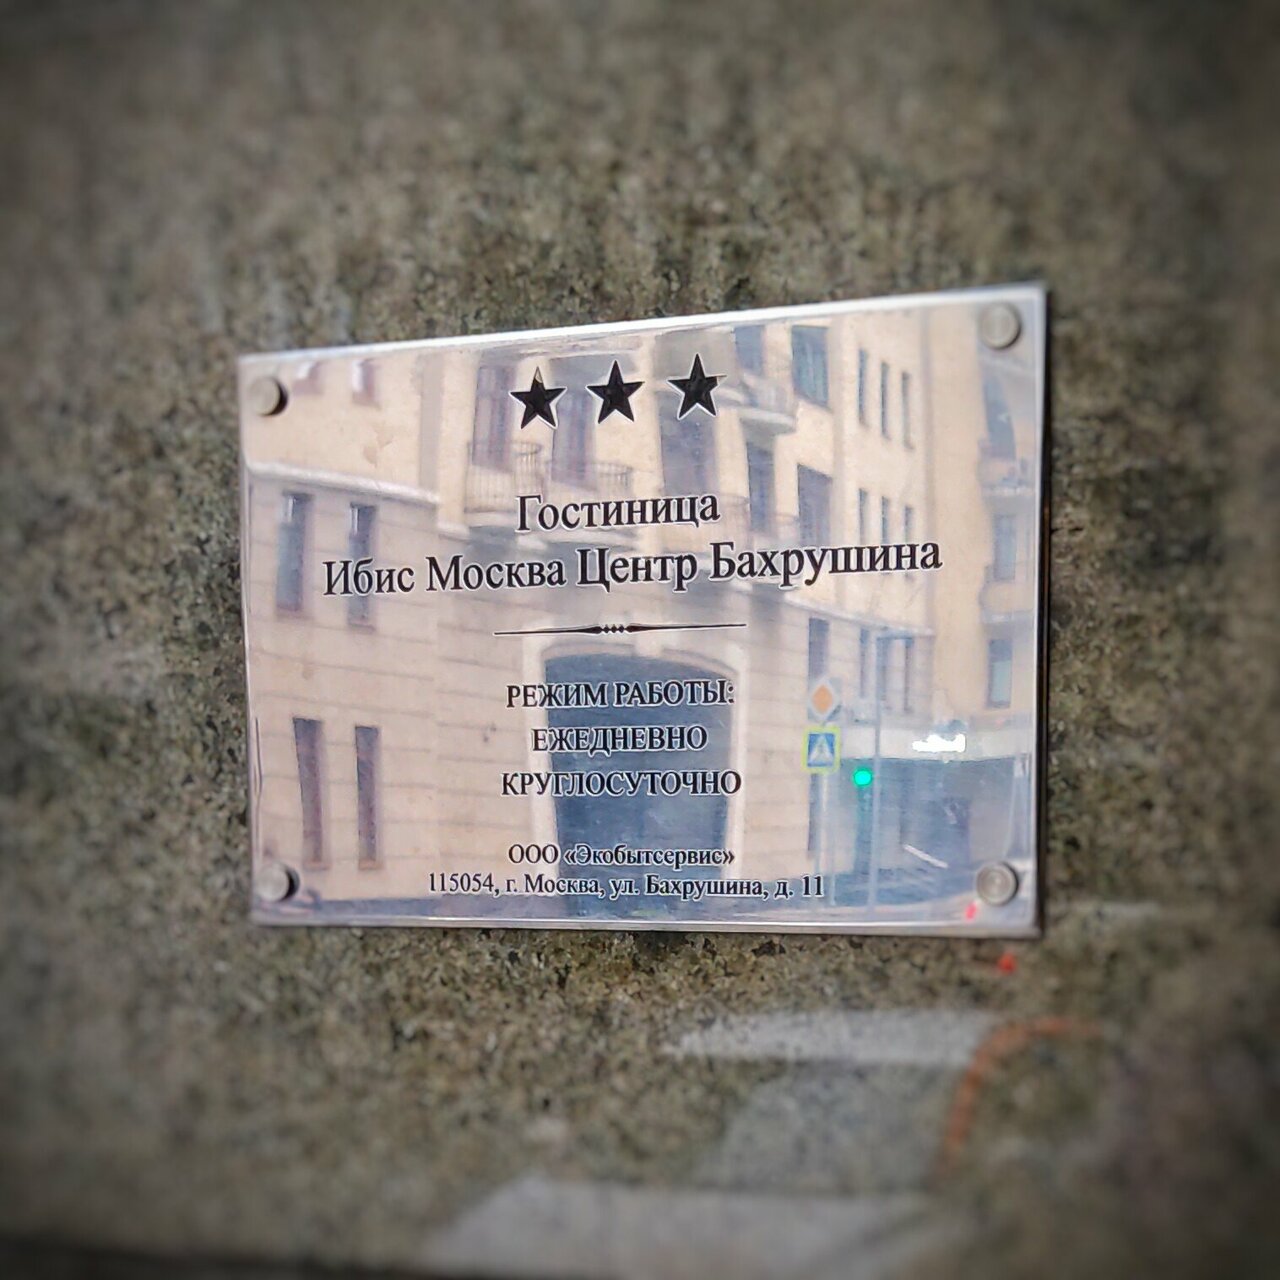 Гостиница
Ибис Москва Центр Бахрушина
РЕЖИМ РАБОТЫ:
ЕЖЕДНЕВНО
КРУГЛОСУТОЧНО
ООО «Экобытсервис»
115054, г. Москва, ул. Бахрушина, д. 11